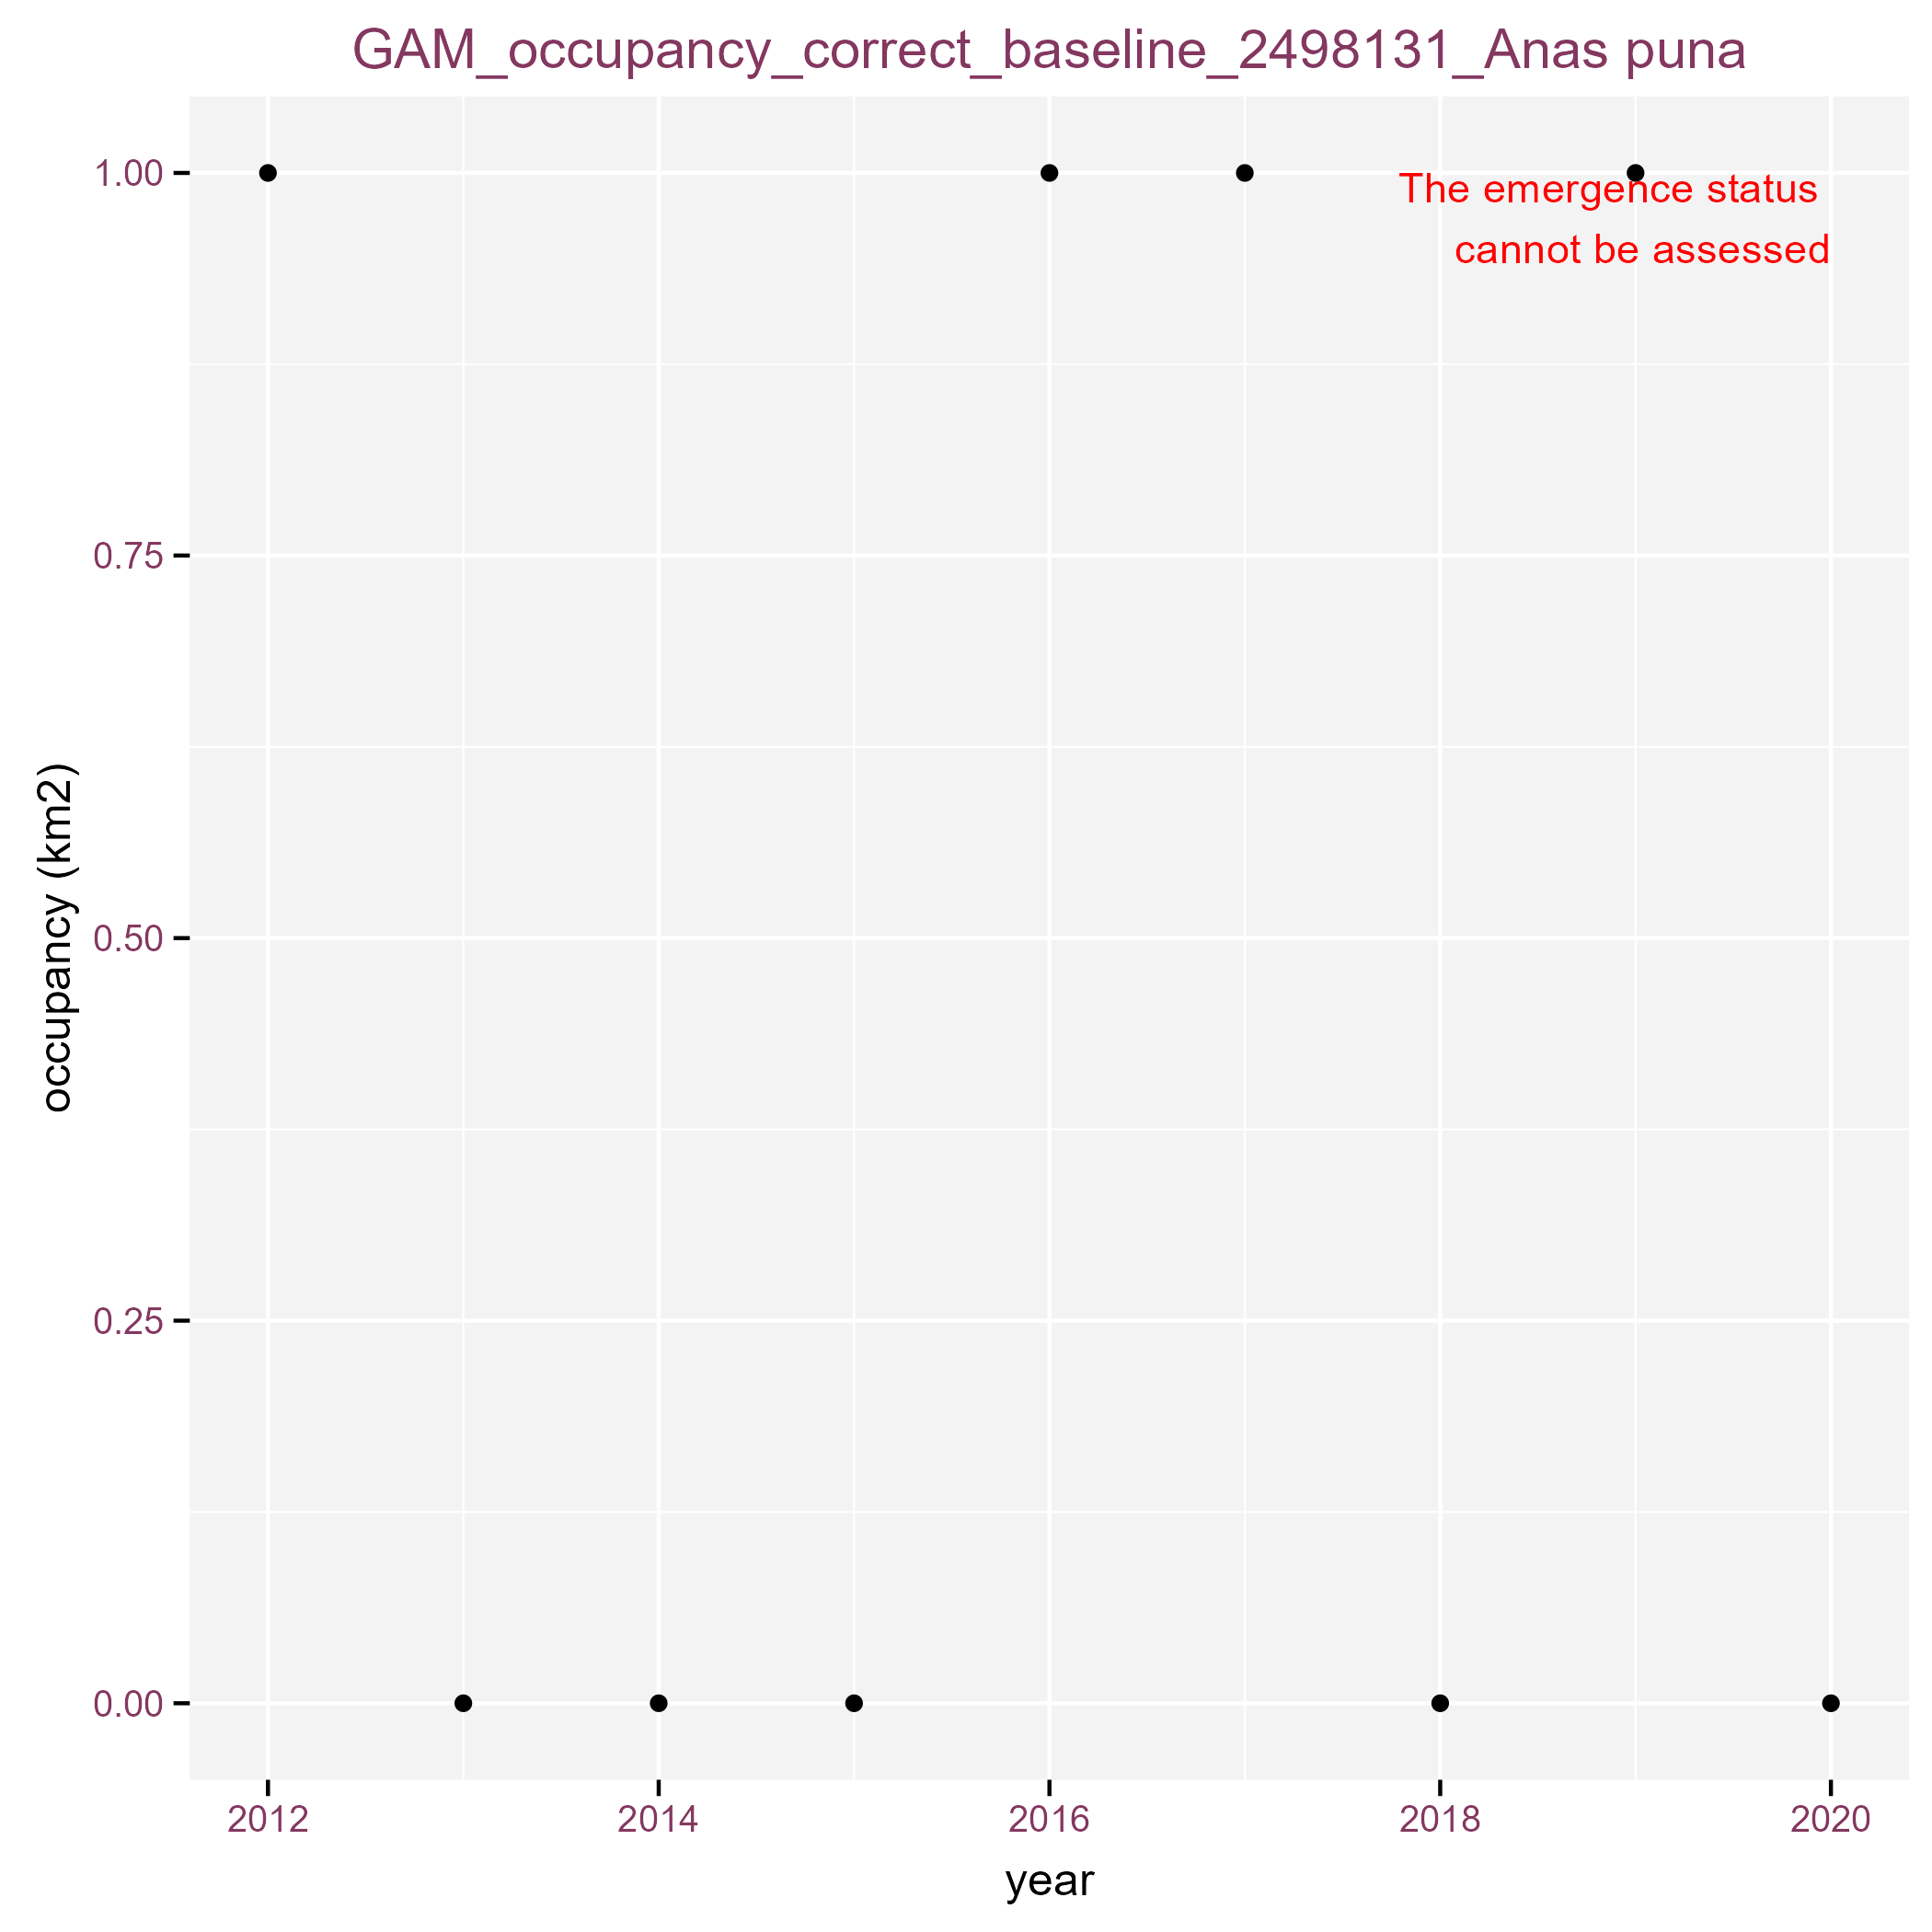 GAM_occupancy_correct_baseline_2498131_Anas puna
1.00
The emergence status
cannot be assessed
0.75
0.50
0.25
0.00
occupancy (km2)
2012 2014 2016 2018 2020
year